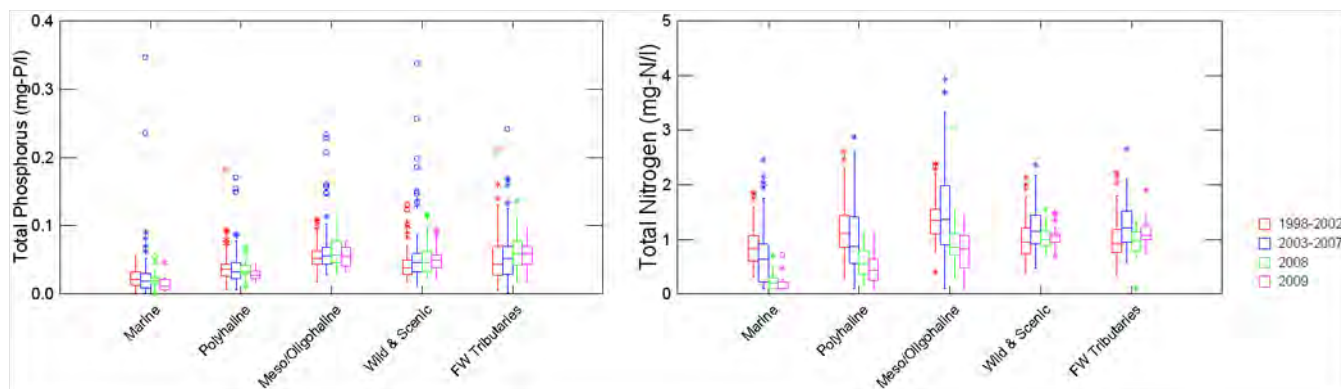 Total Phosphorus (mg-P/l)
0.4
0.3
0.2
0.1
0.0
Marine
Polyhaline
Meso/Oligohaline
Wild & Scenic
FW Tributaries
Total Nitrogen (mg-N/l)
5
4
3
2
1
0
Marine
Polyhaline
Meso/Oligohaline
Wild & Scenic
FW Tributaries
1998-2002
2003-2007
2008
2009